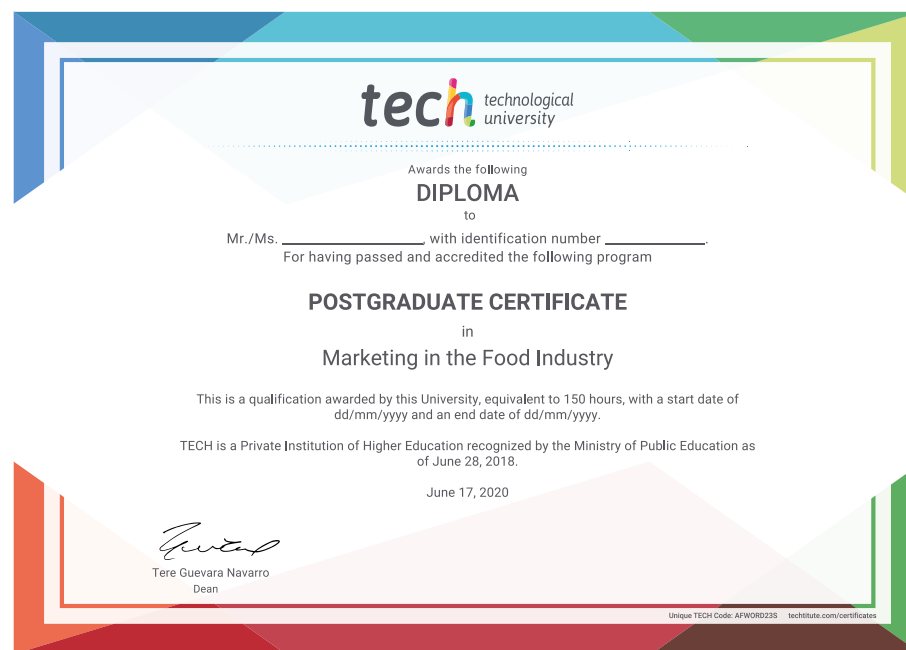 tech technological
university
Awards the following
DIPLOMA
to
Mr./Ms. ____________________, with identification number ______________.
For having passed and accredited the following program
POSTGRADUATE CERTIFICATE
in
Marketing in the Food Industry
This is a qualification awarded by this University, equivalent to 150 hours, with a start date of
dd/mm/yyyy and an end date of dd/mm/yyyy.
TECH is a Private Institution of Higher Education recognized by the Ministry of Public Education as
of June 28, 2018.
June 17, 2020
Tere Guevara Navarro
Dean
Unique TECH Code: AFWORD23S techtitute.com/certificates